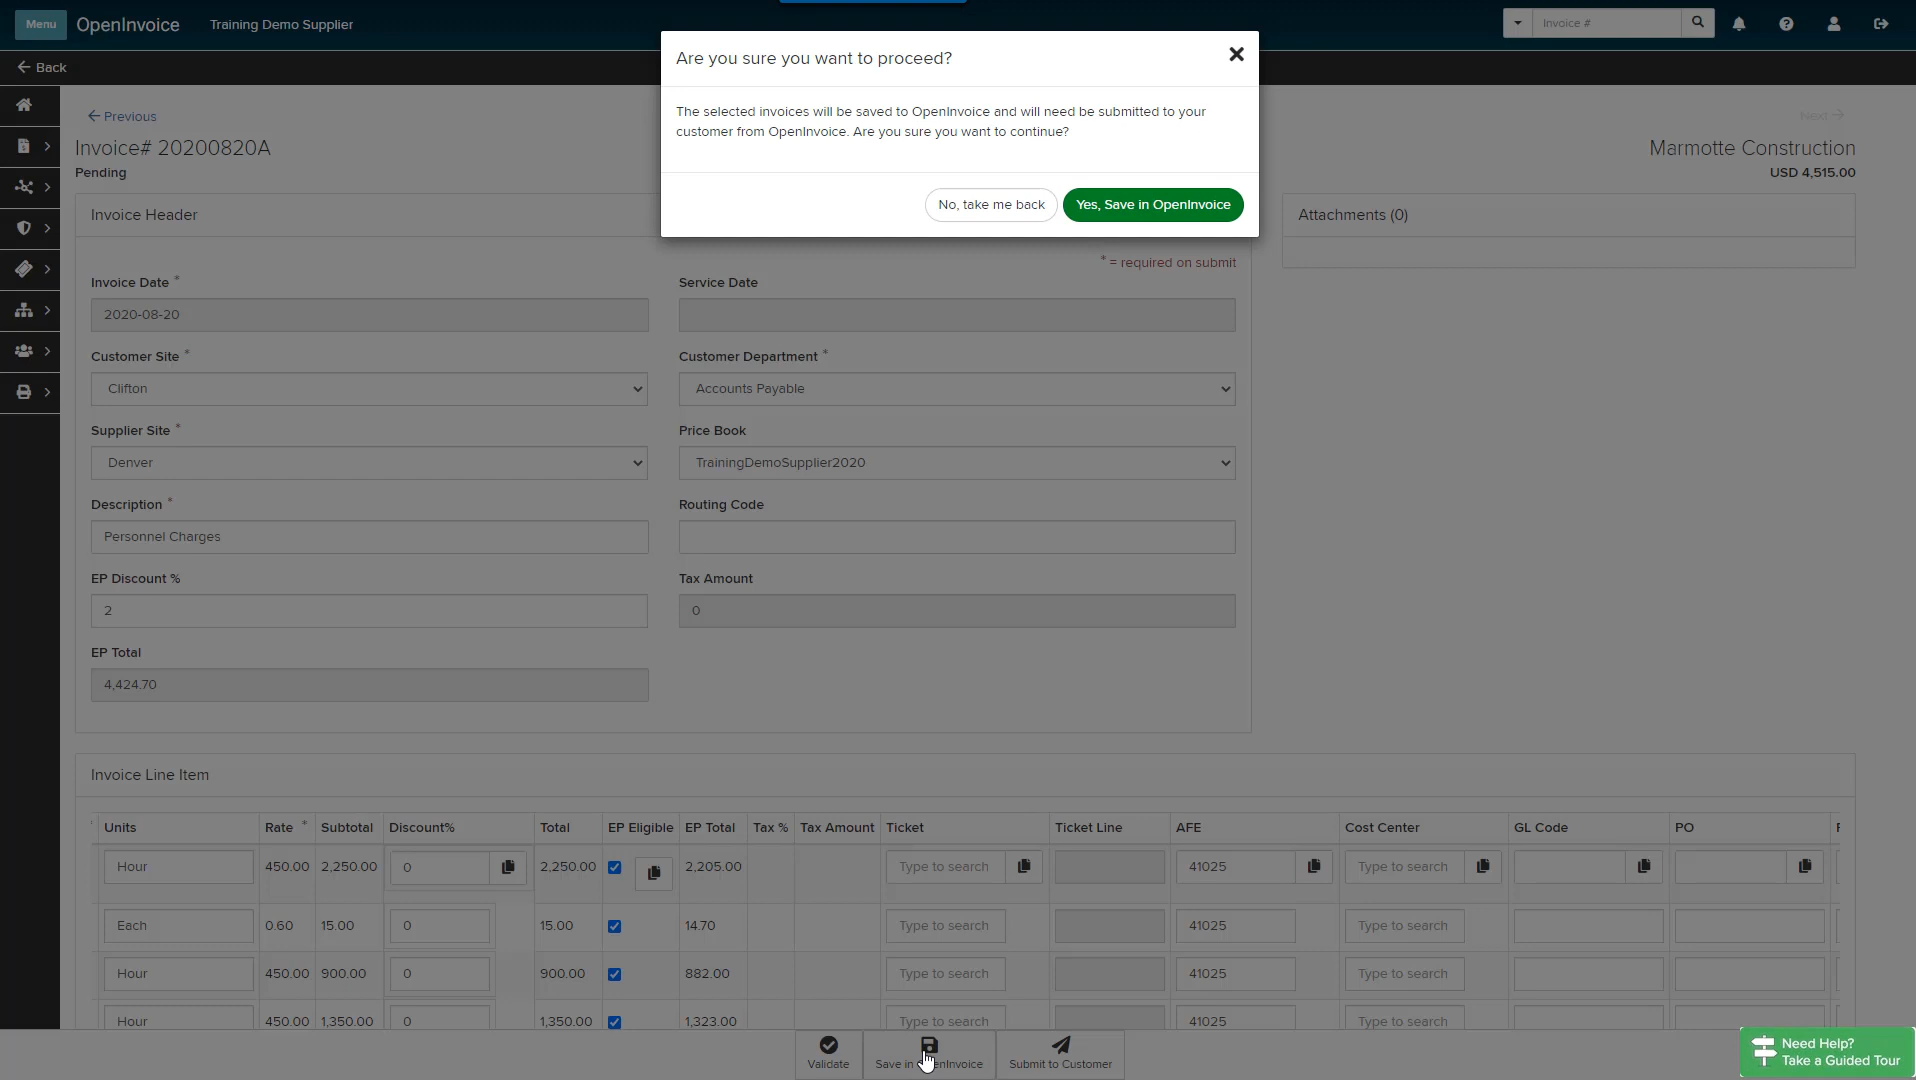 Menu OpenInvoice Training Demo Supplier Invoice #
Are you sure you want to proceed?
Back
The selected invoices will be saved to OpenInvoice and will need be submitted to your
customer from OpenInvoice. Are you sure you want to continue?
No, take me back Yes, Save in OpenInvoice
Previous Next
Invoice# 20200820A Marmotte Construction
Pending USD 4,515.00
Invoice Header Attachments (0)
* = required on submit
Invoice Date * Service Date
2020-08-20
Customer Site * Customer Department *
Clifton Accounts Payable
Supplier Site * Price Book
Denver TrainingDemoSupplier2020
Description * Routing Code
Personnel Charges
EP Discount % Tax Amount
2 0
EP Total
4,424.70
Invoice Line Item
Units Rate * Subtotal Discount% Total EP Eligible EP Total Tax % Tax Amount Ticket Ticket Line AFE Cost Center GL Code PO
Hour 450.00 2,250.00 0 2,250.00 2,205.00 Type to search 41025 Type to search
Each 0.60 15.00 0 15.00 14.70 Type to search 41025 Type to search
Hour 450.00 900.00 0 900.00 882.00 Type to search 41025 Type to search
Hour 450.00 1,350.00 0 1,350.00 1,323.00 Type to search 41025 Type to search
Validate Save in OpenInvoice Submit to Customer
Need Help?
Take a Guided Tour